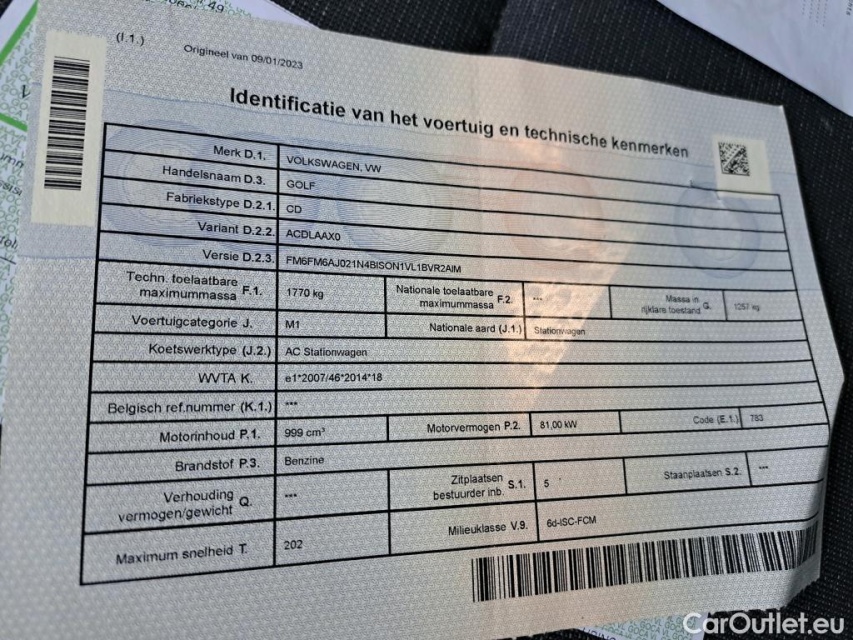 (I.1.)
Origineel van 09/01/2023
Identificatie van het voertuig en technische kenmerken
Merk D.1. VOLKSWAGEN, VW
Handelsnaam D.3. GOLF
Fabriekstype D.2.1. CD
Variant D.2.2. ACDLAAX0
Versie D.2.3. FM6FM6AJ021N4BISON1VL1BVR2AIM
Techn. toelaatbare maximummassa F.1. 1770 kg Nationale toelaatbare maximummassa F.2. --- Massa in rijklare toestand G. 1257 kg
Voertuigcategorie J. M1 Nationale aard (J.1.) Stationwagen
Koetswerktype (J.2.) AC Stationwagen
WVTA K. e1*2007/46*2014*18
Belgisch ref.nummer (K.1.) ---
Motorinhoud P.1. 999 cm³ Motorvermogen P.2. 81,00 kW Code (E.1.) 783
Brandstof P.3. Benzine
Verhouding vermogen/gewicht Q. --- Zitplaatsen bestuurder inb. S.1. 5 Staanplaatsen S.2. ---
Maximum snelheid T. 202 Milieuklasse V.9. 6d-ISC-FCM
CarOutlet.eu